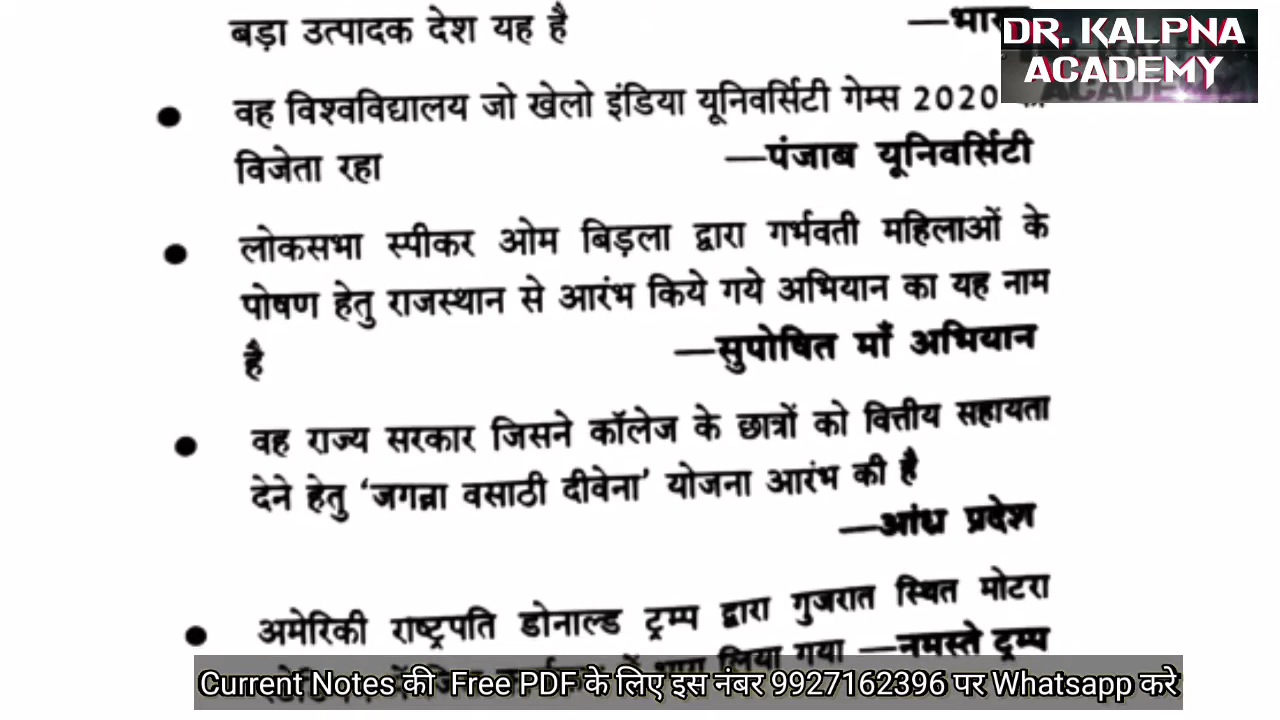 बड़ा उत्पादक देश यह है
DR. KALPNA
ACADEMY
वह विश्वविद्यालय जो खेलो इंडिया यूनिवर्सिटी गेम्स 2020
विजेता रहा —पंजाब यूनिवर्सिटी
लोकसभा स्पीकर ओम बिड़ला द्वारा गर्भवती महिलाओं के
पोषण हेतु राजस्थान से आरंभ किये गये अभियान का यह नाम
है —सुपोषित माँ अभियान
वह राज्य सरकार जिसने कॉलेज के छात्रों को वित्तीय सहायता
देने हेतु ‘जगन्ना वसाठी दीवेना’ योजना आरंभ की है
—आंध्र प्रदेश
अमेरिकी राष्ट्रपति डोनाल्ड ट्रम्प द्वारा गुजरात स्थित मोटरा
भाग लिया गया —नमस्ते ट्रम्प
Current Notes की Free PDF के लिए इस नंबर 9927162396 पर Whatsapp करे